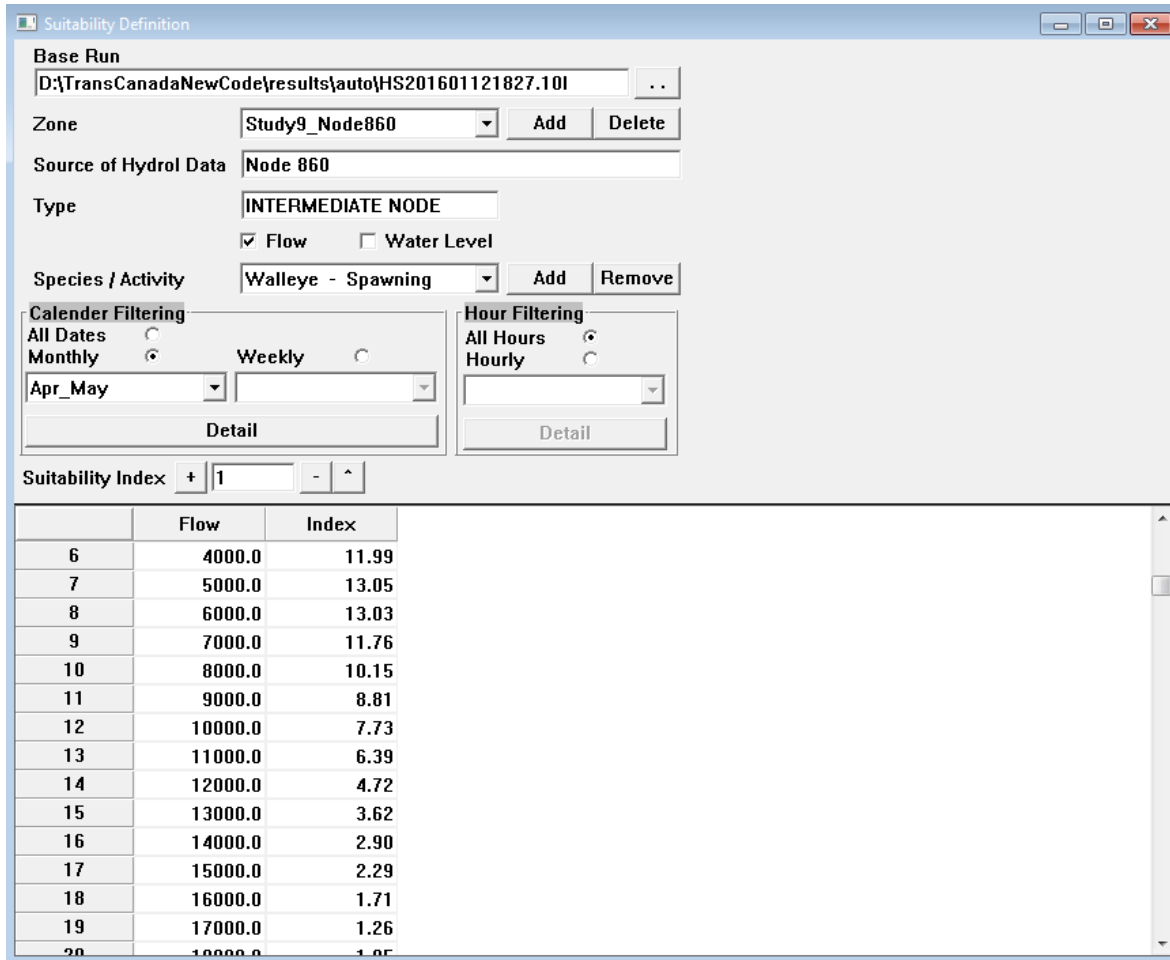 Suitability Definition
Base Run
D:\TransCanadaNewCode\results\auto\HS201601121827.10I
. .
Zone Study9_Node860 Add Delete
Source of Hydrol Data Node 860
Type INTERMEDIATE NODE
Flow Water Level
Species / Activity Walleye - Spawning Add Remove
Calender Filtering Hour Filtering
All Dates All Hours
Monthly Weekly Hourly
Apr_May
Detail Detail
Suitability Index + 1 - ^
Flow Index
6 4000.0 11.99
7 5000.0 13.05
8 6000.0 13.03
9 7000.0 11.76
10 8000.0 10.15
11 9000.0 8.81
12 10000.0 7.73
13 11000.0 6.39
14 12000.0 4.72
15 13000.0 3.62
16 14000.0 2.90
17 15000.0 2.29
18 16000.0 1.71
19 17000.0 1.26